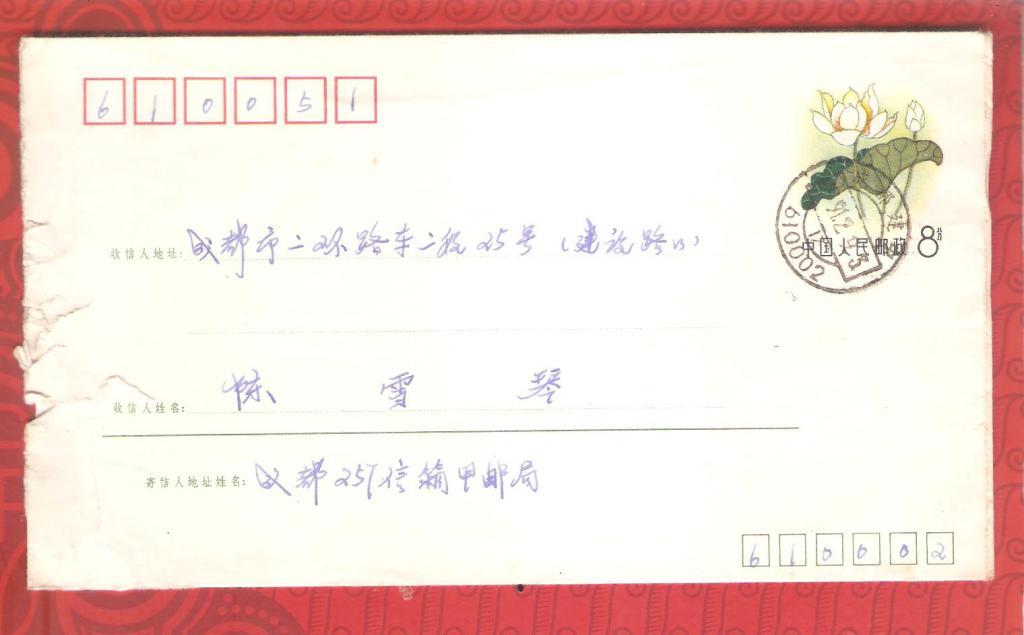 610051
收信人地址: 成都市二环路东二段25号(建设路口)
中国人民邮政 8分
610002
收信人姓名: 陈雪琴
寄信人地址姓名: 成都251信箱甲邮局
610002